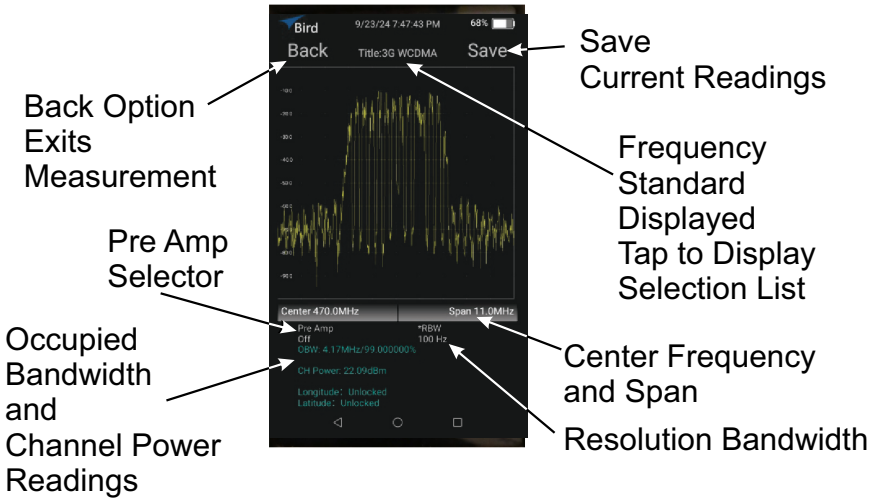 Bird
9/23/24 7:47:43 PM
68%
Back
Title:3G WCDMA
Save
Save
Current Readings
Back Option
Exits
Measurement
Frequency
Standard
Displayed
Tap to Display
Selection List
Pre Amp
Selector
Center 470.0MHz
Span 11.0MHz
Pre Amp
Off
*RBW
100 Hz
OBW: 4.17MHz/99.000000%
CH Power: 22.09dBm
Longitude: Unlocked
Latitude: Unlocked
Occupied
Bandwidth
and
Channel Power
Readings
Center Frequency
and Span
Resolution Bandwidth